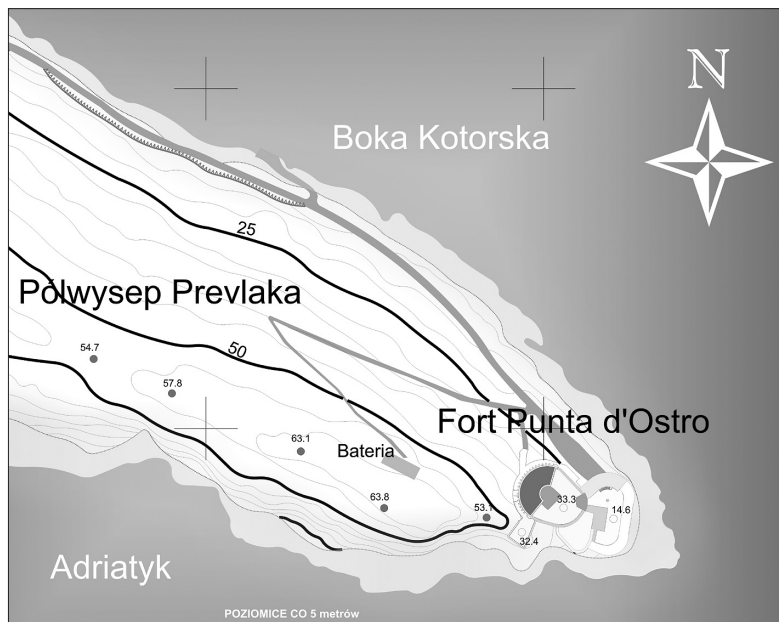 N
Boka Kotorska
25
Półwysep Prevlaka
50
54.7
57.8
Fort Punta d'Ostro
63.1
Bateria
63.8
53.1
33.3
14.6
32.4
Adriatyk
POZIOMICE CO 5 metrów